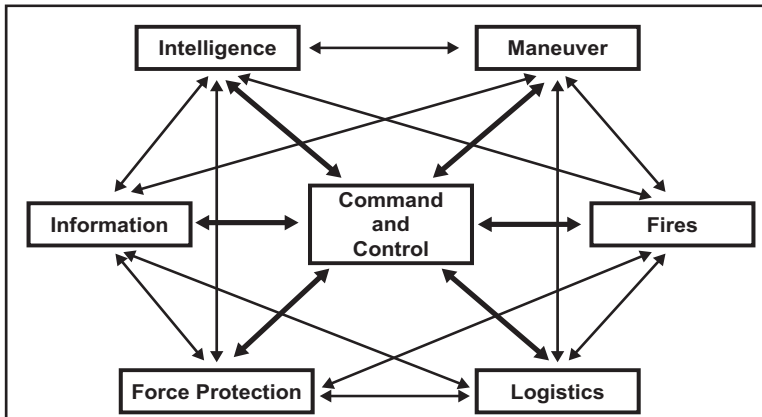 Intelligence
Maneuver
Information
Command
and
Control
Fires
Force Protection
Logistics